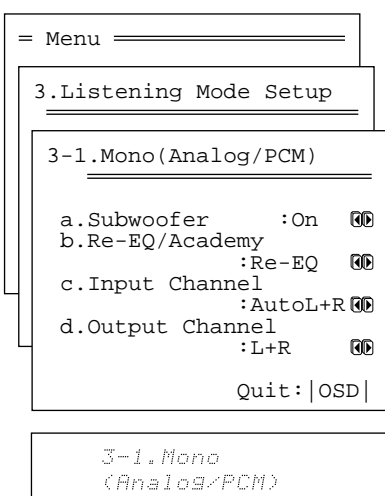 Menu
3.Listening Mode Setup
3-1.Mono(Analog/PCM)
a.Subwoofer :On
b.Re-EQ/Academy
:Re-EQ
c.Input Channel
:AutoL+R
d.Output Channel
:L+R
Quit:|OSD|
3-1.Mono
(Analog/PCM)